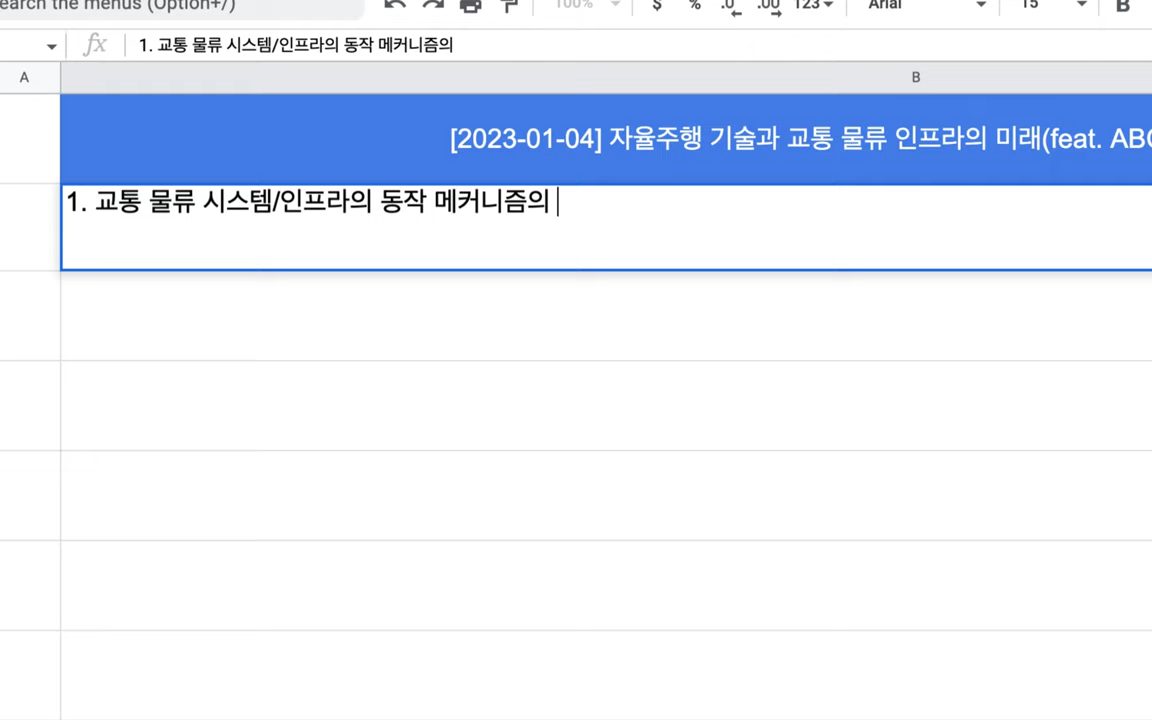 earch the menus (Option+/)
100%
$
%
.0
.00
123
Arial
15
B
fx
1. 교통 물류 시스템/인프라의 동작 메커니즘의
A
B
[2023-01-04] 자율주행 기술과 교통 물류 인프라의 미래(feat. ABC
1. 교통 물류 시스템/인프라의 동작 메커니즘의